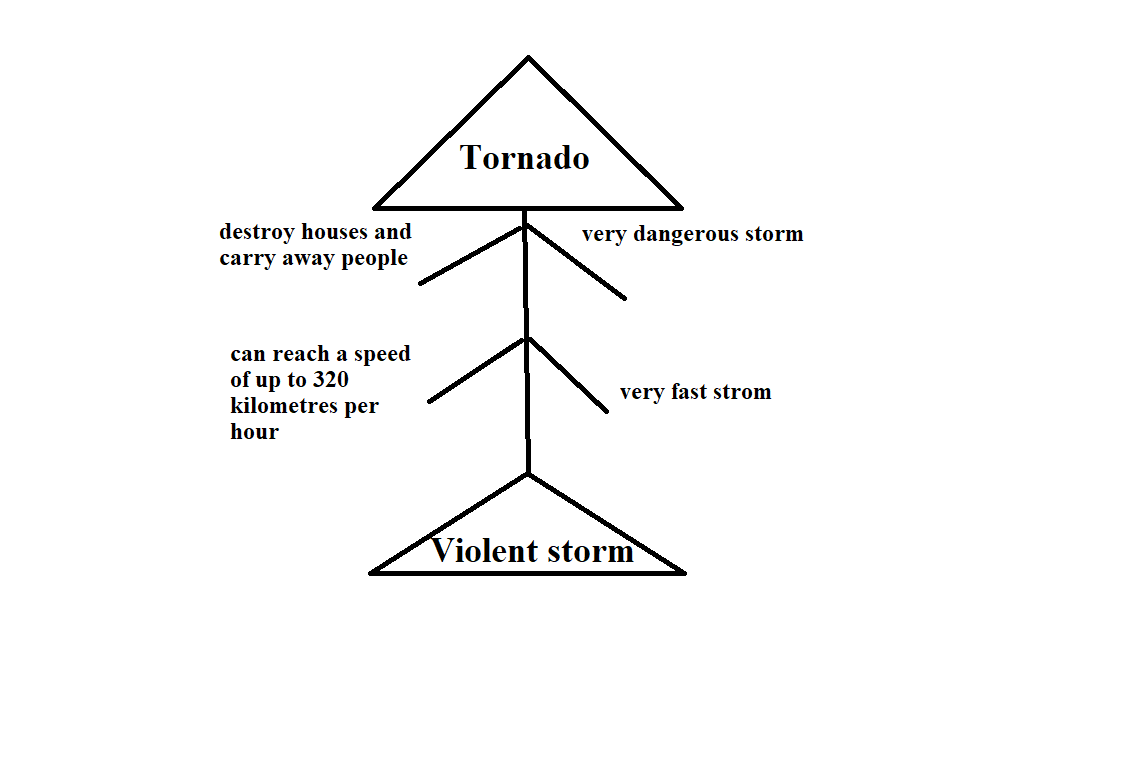 Tornado
destroy houses and
carry away people
very dangerous storm
can reach a speed
of up to 320
kilometres per
hour
very fast strom
Violent storm